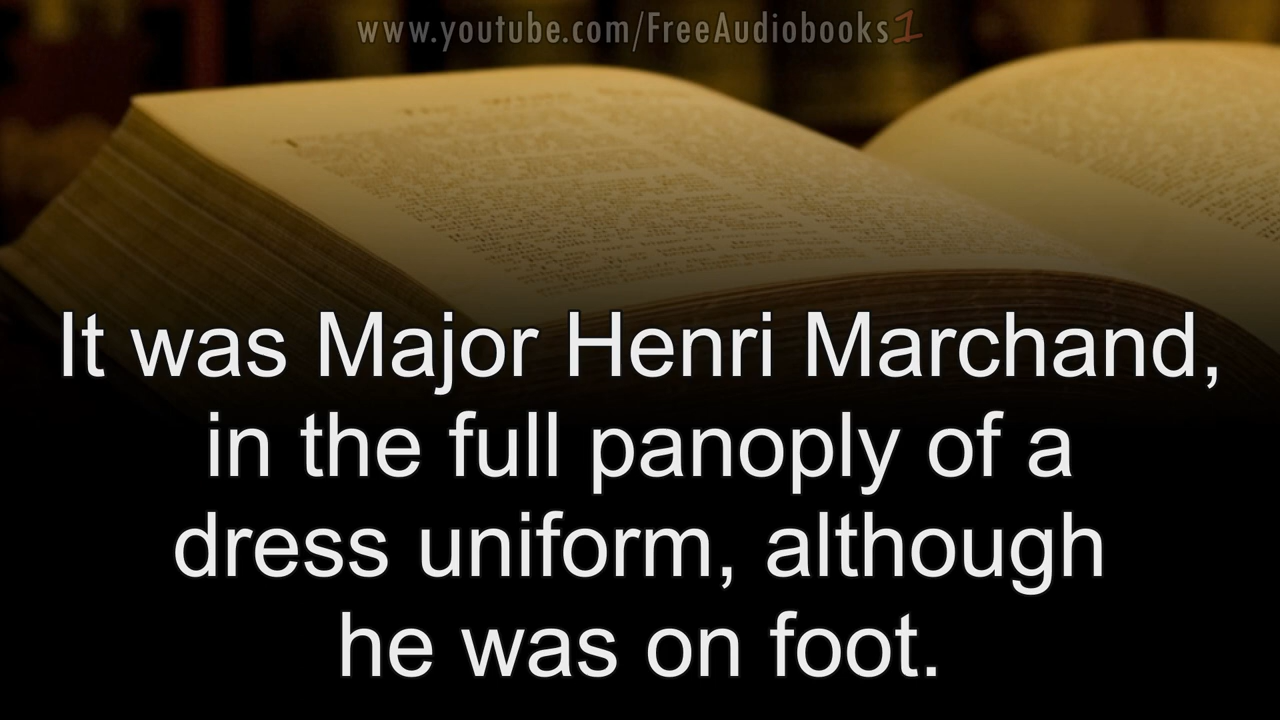 www.youtube.com/FreeAudiobooks1
It was Major Henri Marchand,
in the full panoply of a
dress uniform, although
he was on foot.